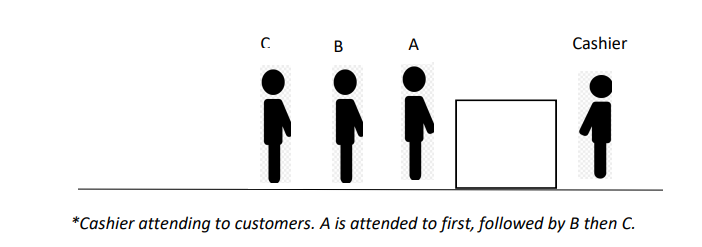 C B A Cashier
*Cashier attending to customers. A is attended to first, followed by B then C.